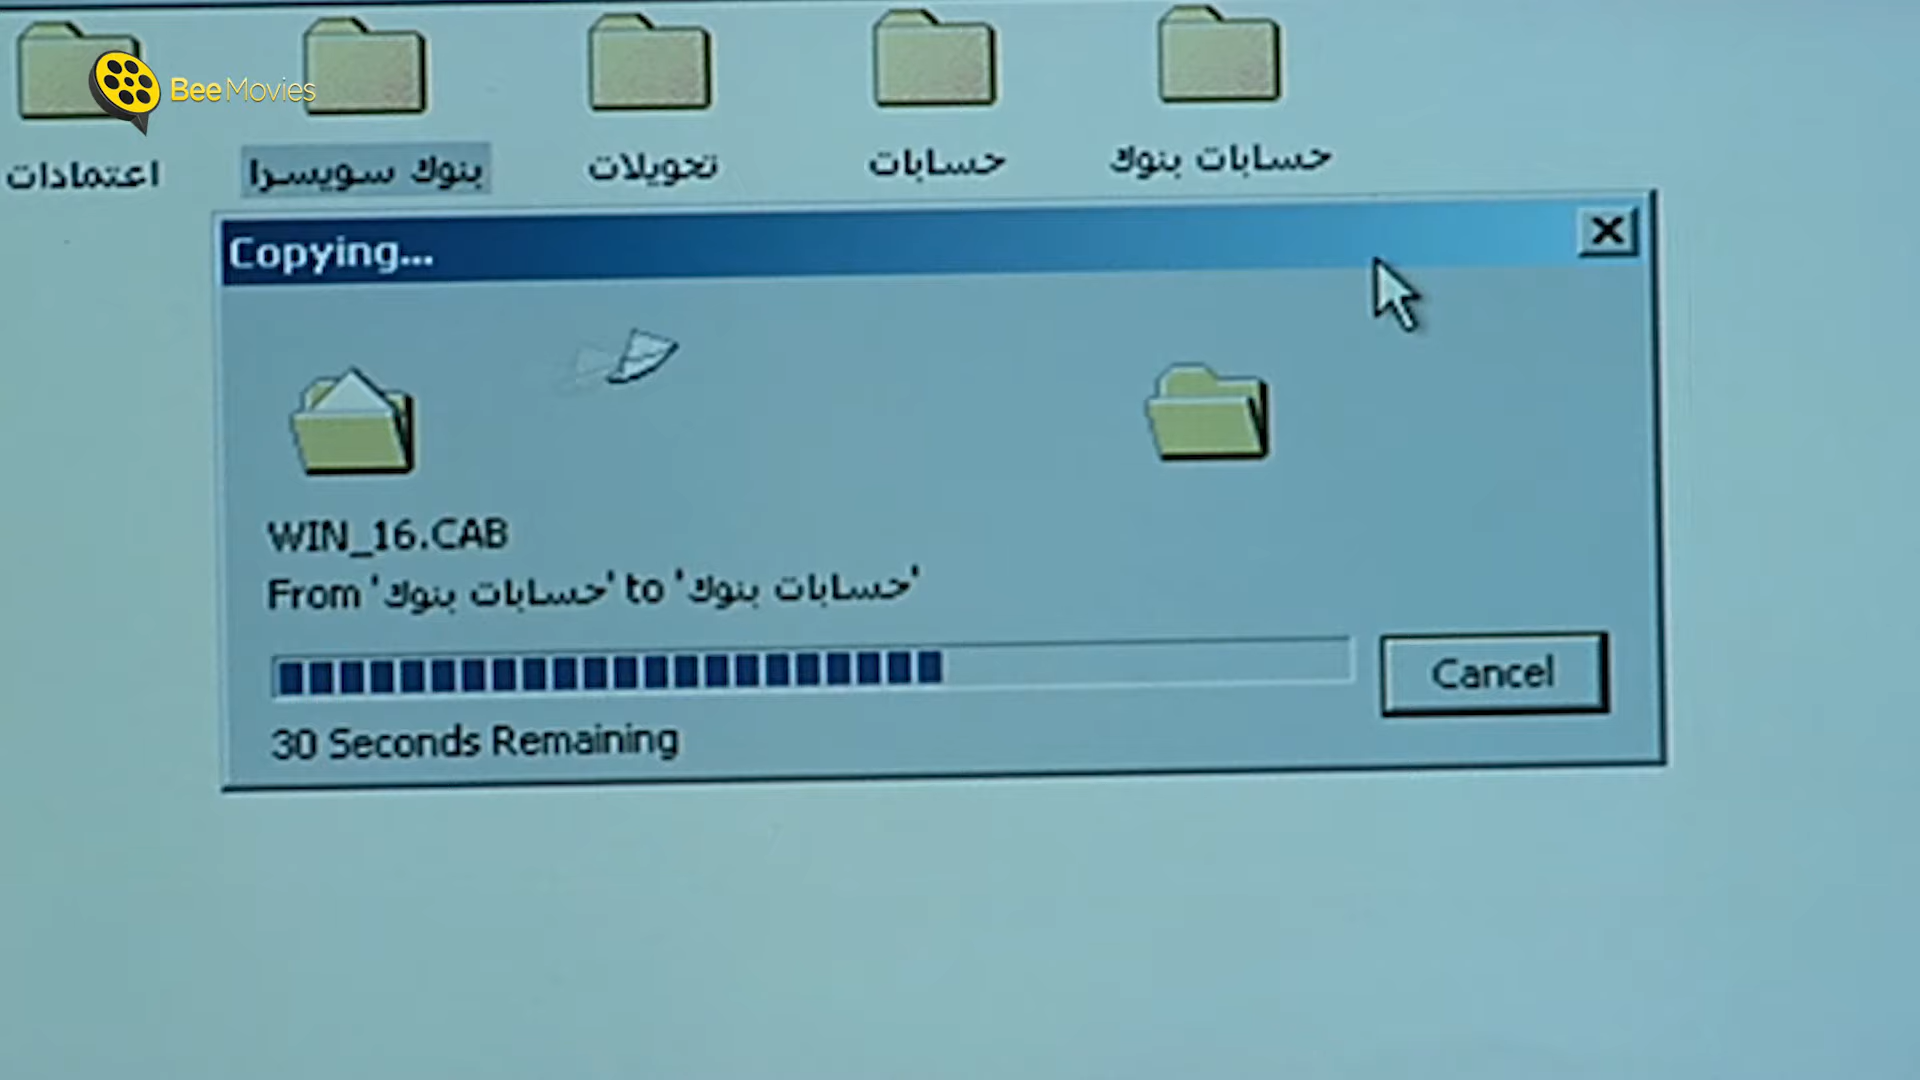 BeeMovies
اعتمادات
بنوك سويسرا
تحويلات
حسابات
حسابات بنوك
Copying...
WIN_16.CAB
From 'حسابات بنوك' to 'حسابات بنوك'
Cancel
30 Seconds Remaining